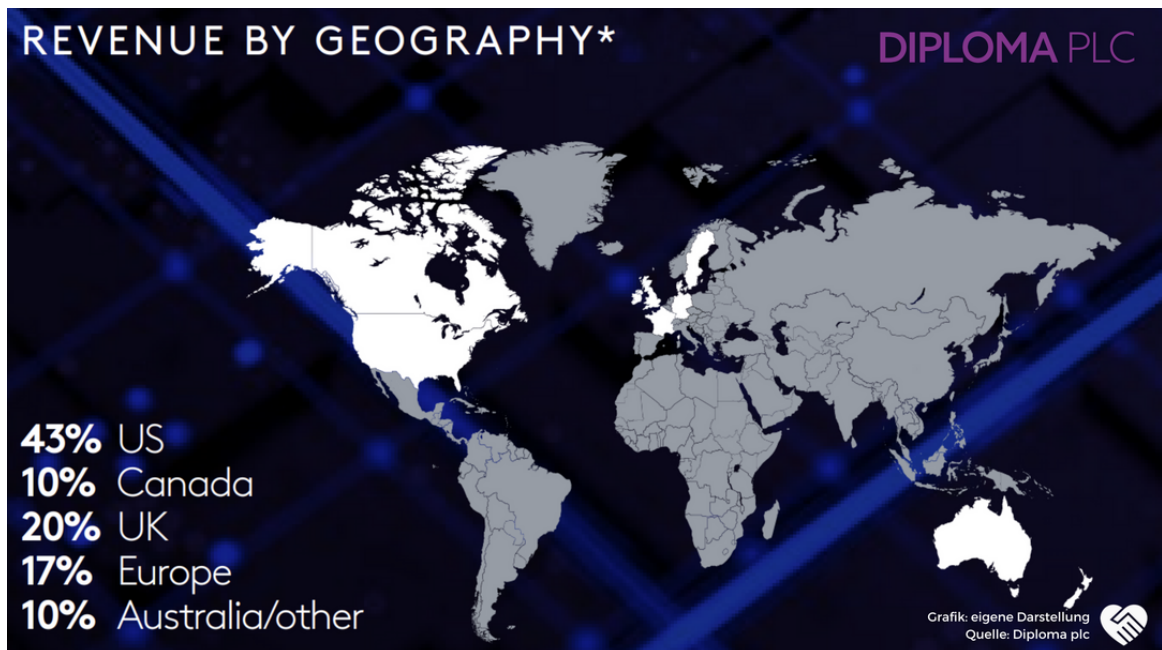 REVENUE BY GEOGRAPHY*
DIPLOMA PLC
43% US
10% Canada
20% UK
17% Europe
10% Australia/other
Grafik: eigene Darstellung
Quelle: Diploma plc